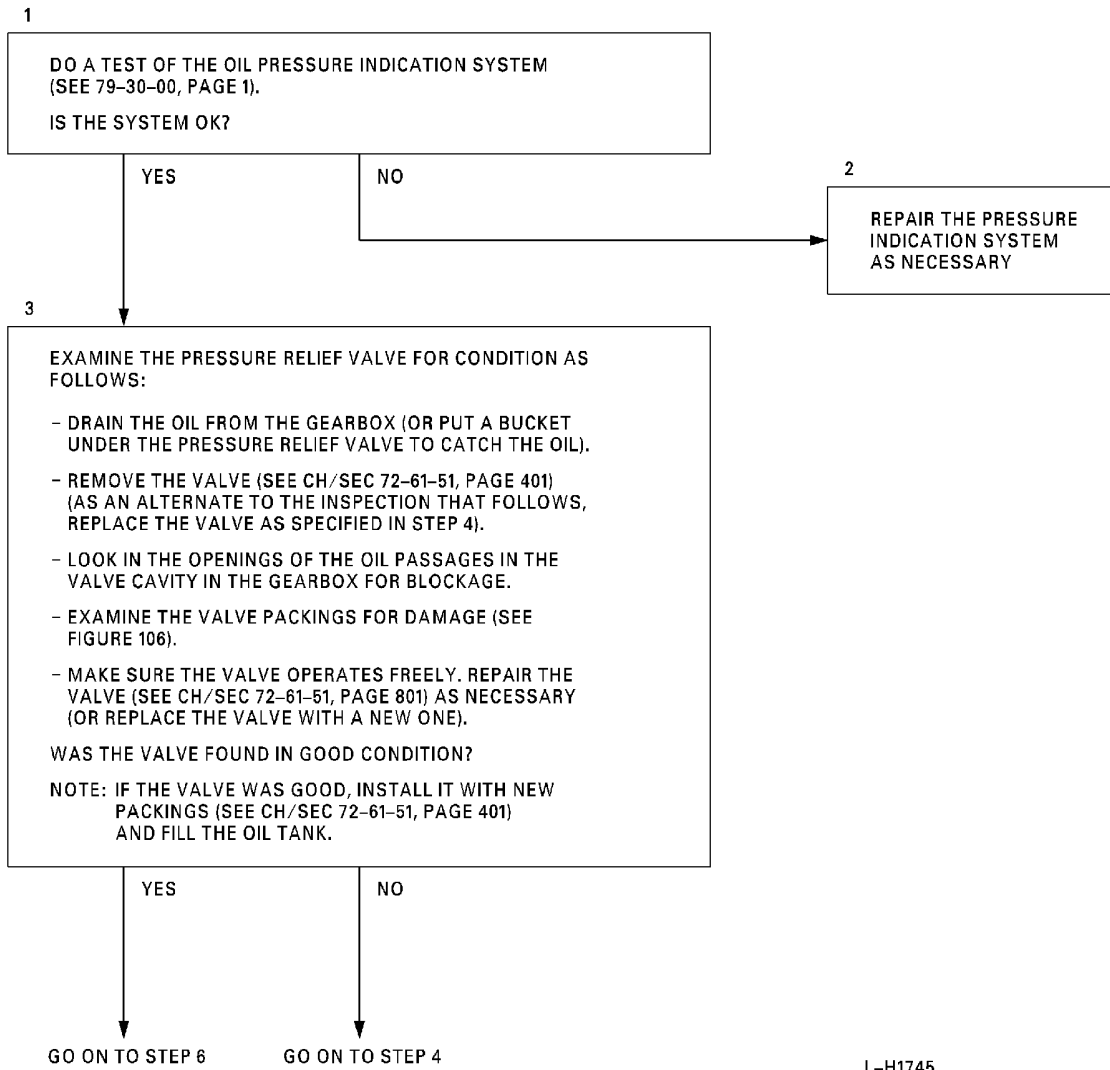 1
DO A TEST OF THE OIL PRESSURE INDICATION SYSTEM
(SEE 79–30–00, PAGE 1).
IS THE SYSTEM OK?
YES
NO
2
REPAIR THE PRESSURE
INDICATION SYSTEM
AS NECESSARY
3
EXAMINE THE PRESSURE RELIEF VALVE FOR CONDITION AS
FOLLOWS:
– DRAIN THE OIL FROM THE GEARBOX (OR PUT A BUCKET
UNDER THE PRESSURE RELIEF VALVE TO CATCH THE OIL).
– REMOVE THE VALVE (SEE CH/SEC 72–61–51, PAGE 401)
(AS AN ALTERNATE TO THE INSPECTION THAT FOLLOWS,
REPLACE THE VALVE AS SPECIFIED IN STEP 4).
– LOOK IN THE OPENINGS OF THE OIL PASSAGES IN THE
VALVE CAVITY IN THE GEARBOX FOR BLOCKAGE.
– EXAMINE THE VALVE PACKINGS FOR DAMAGE (SEE
FIGURE 106).
– MAKE SURE THE VALVE OPERATES FREELY. REPAIR THE
VALVE (SEE CH/SEC 72–61–51, PAGE 801) AS NECESSARY
(OR REPLACE THE VALVE WITH A NEW ONE).
WAS THE VALVE FOUND IN GOOD CONDITION?
NOTE: IF THE VALVE WAS GOOD, INSTALL IT WITH NEW
PACKINGS (SEE CH/SEC 72–61–51, PAGE 401)
AND FILL THE OIL TANK.
YES
NO
GO ON TO STEP 6
GO ON TO STEP 4
L–H1745